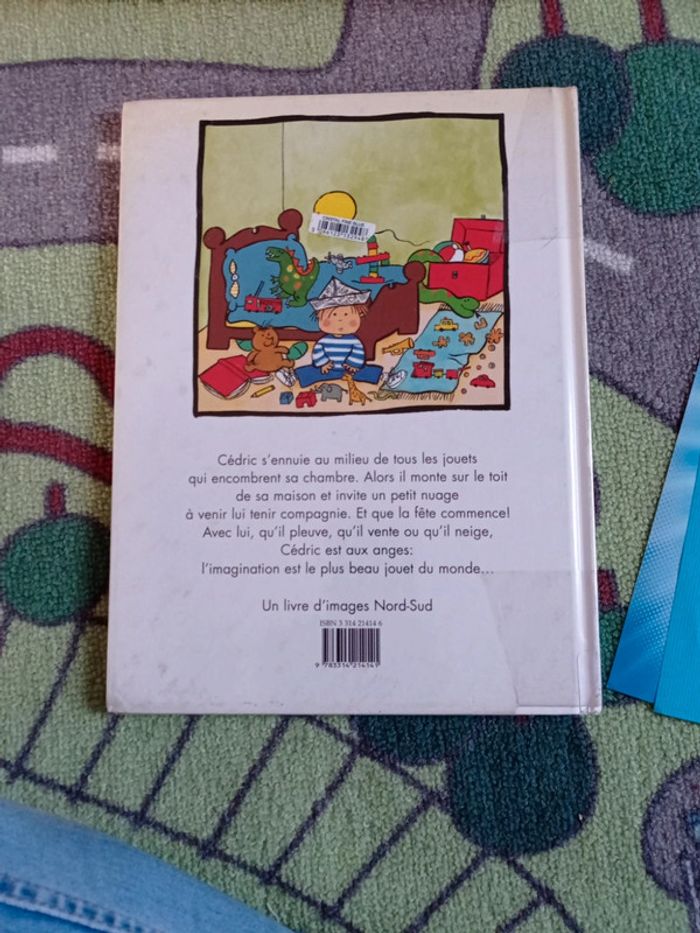 Cédric s'ennuie au milieu de tous les jouets
qui encombrent sa chambre. Alors il monte sur le toit
de sa maison et invite un petit nuage
à venir lui tenir compagnie. Et que la fête commence!
Avec lui, qu'il pleuve, qu'il vente ou qu'il neige,
Cédric est aux anges:
l'imagination est le plus beau jouet du monde...
Un livre d'images Nord-Sud
ISBN 3 314 21414 6
9 783314 214141